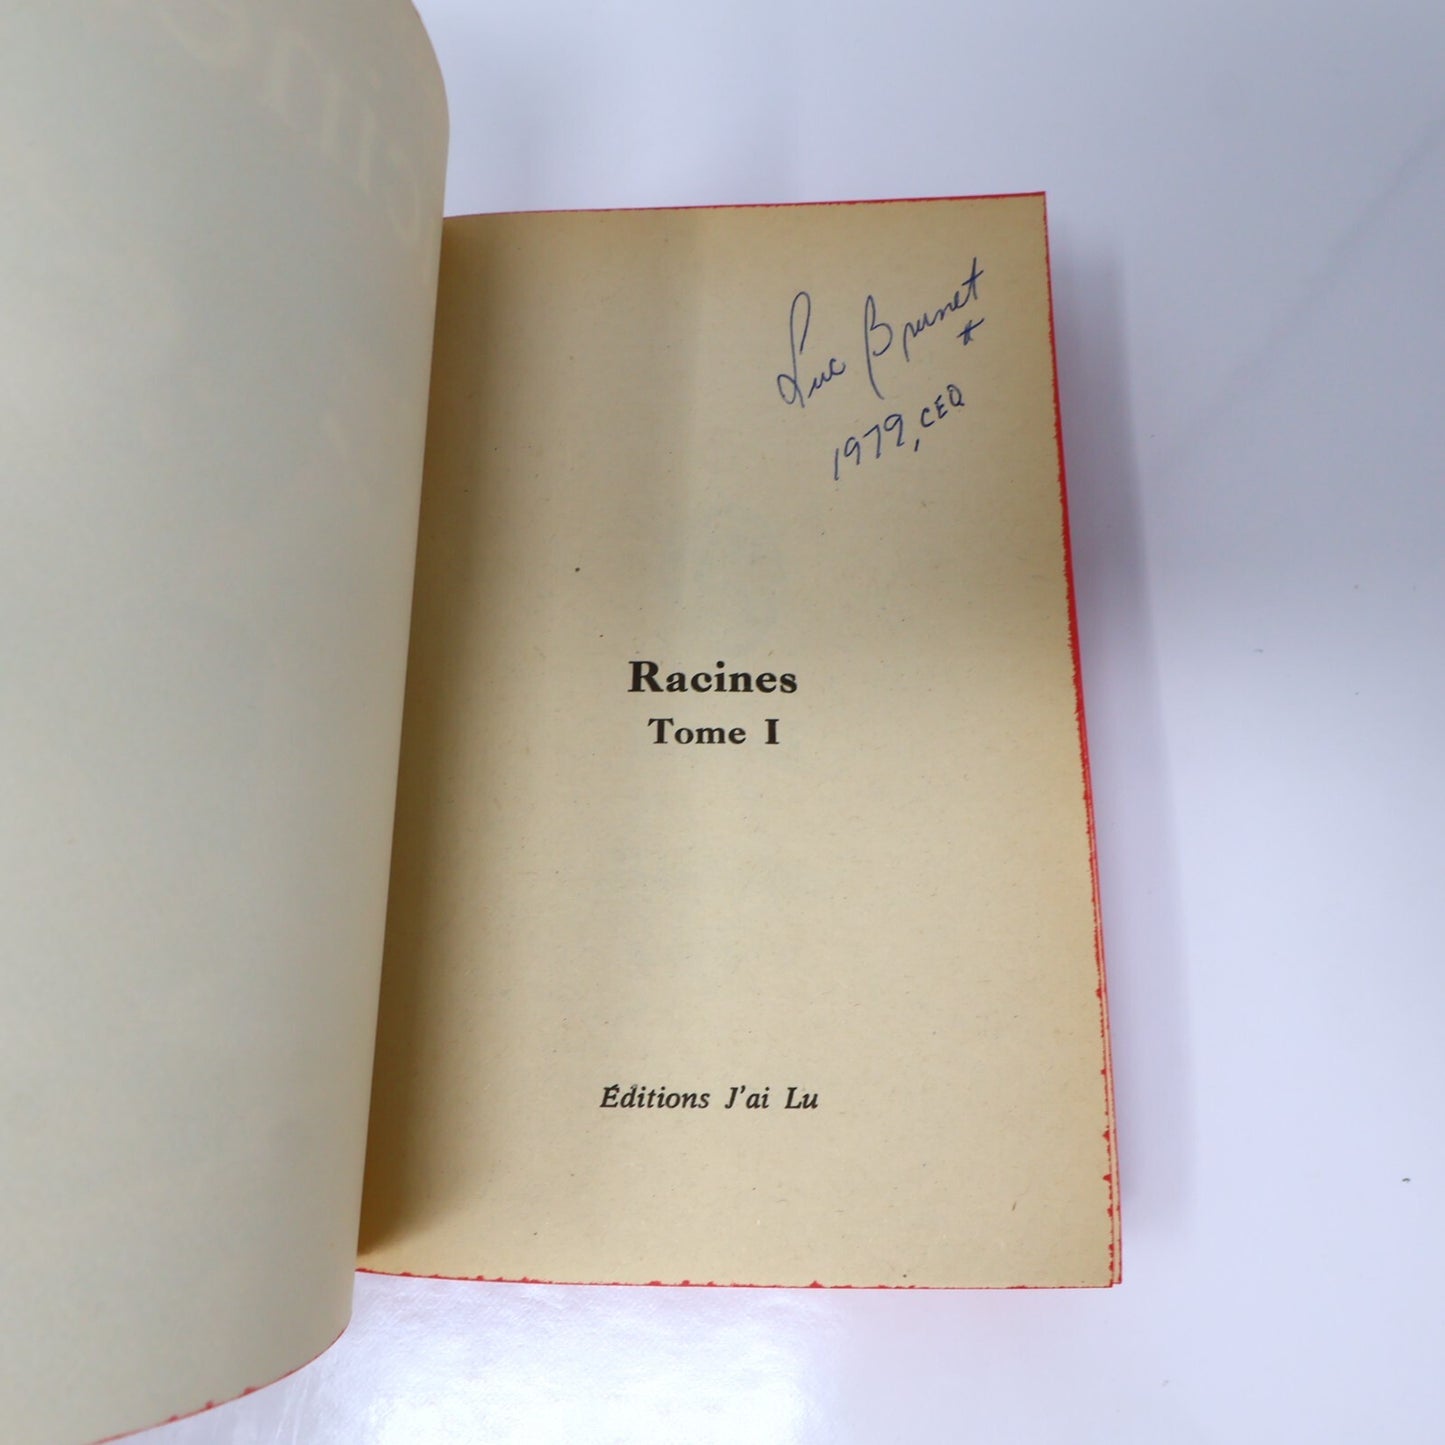 Luc Brunet
1979, CEQ
Racines
Tome I
Éditions J'ai Lu